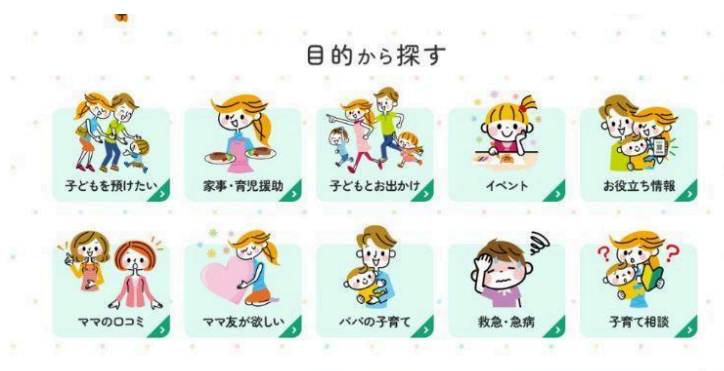 目的から探す
子どもを預けたい
家事・育児援助
子どもとお出かけ
イベント
お役立ち情報
ママの口コミ
ママ友が欲しい
パパの子育て
救急・急病
子育て相談